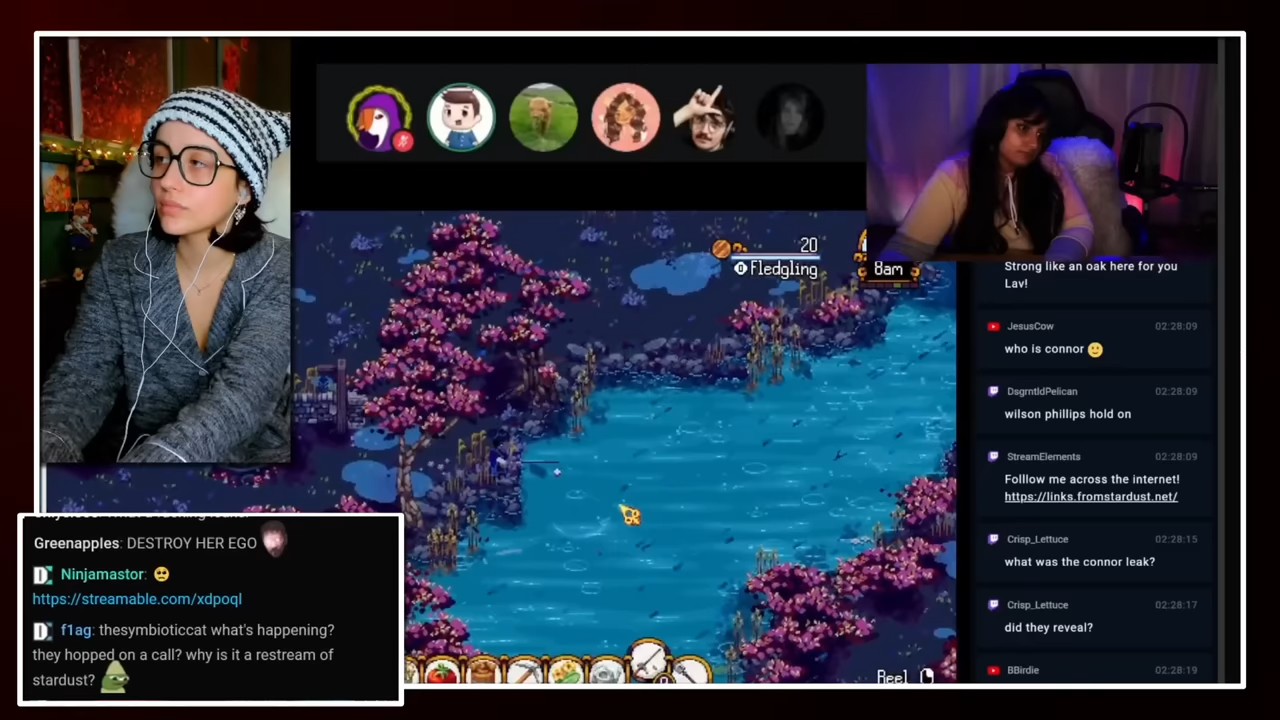 20
Fledgling
8am
Strong like an oak here for you
Lav!
JesusCow 02:28:09
who is connor 🙂
DsgrntldPelican 02:28:09
wilson phillips hold on
StreamElements 02:28:09
Folllow me across the internet!
https://links.fromstardust.net/
Crisp_Lettuce 02:28:15
what was the connor leak?
Crisp_Lettuce 02:28:17
did they reveal?
BBirdie 02:28:19
Reel
Greenapples: DESTROY HER EGO
D Ninjamastor: 🥺
https://streamable.com/xdpoql
D f1ag: thesymbioticcat what's happening?
they hopped on a call? why is it a restream of
stardust?